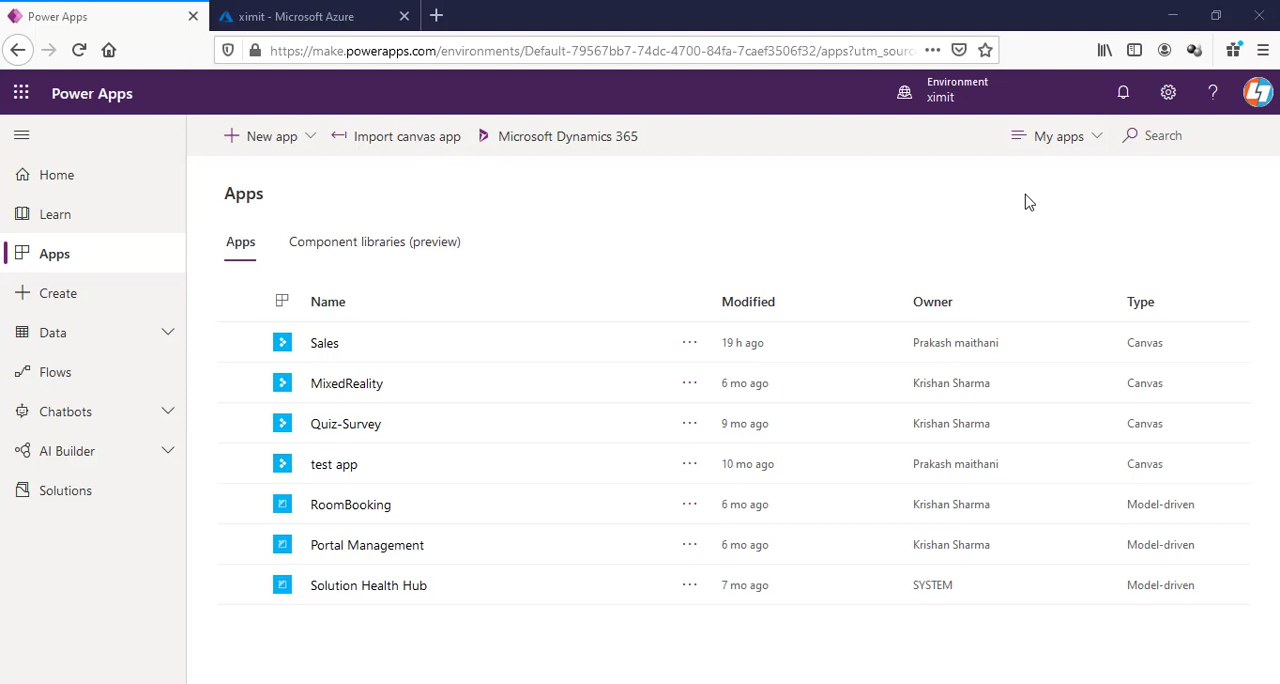 Power Apps
ximit - Microsoft Azure
https://make.powerapps.com/environments/Default-79567bb7-74dc-4700-84fa-7caef3506f32/apps?utm_sourc
Power Apps
Environment
ximit
New app
Import canvas app
Microsoft Dynamics 365
My apps
Search
Home
Learn
Apps
Create
Data
Flows
Chatbots
AI Builder
Solutions
Apps
Apps
Component libraries (preview)
Name Modified Owner Type
Sales ... 19 h ago Prakash maithani Canvas
MixedReality ... 6 mo ago Krishan Sharma Canvas
Quiz-Survey ... 9 mo ago Krishan Sharma Canvas
test app ... 10 mo ago Prakash maithani Canvas
RoomBooking ... 6 mo ago Krishan Sharma Model-driven
Portal Management ... 6 mo ago Krishan Sharma Model-driven
Solution Health Hub ... 7 mo ago SYSTEM Model-driven